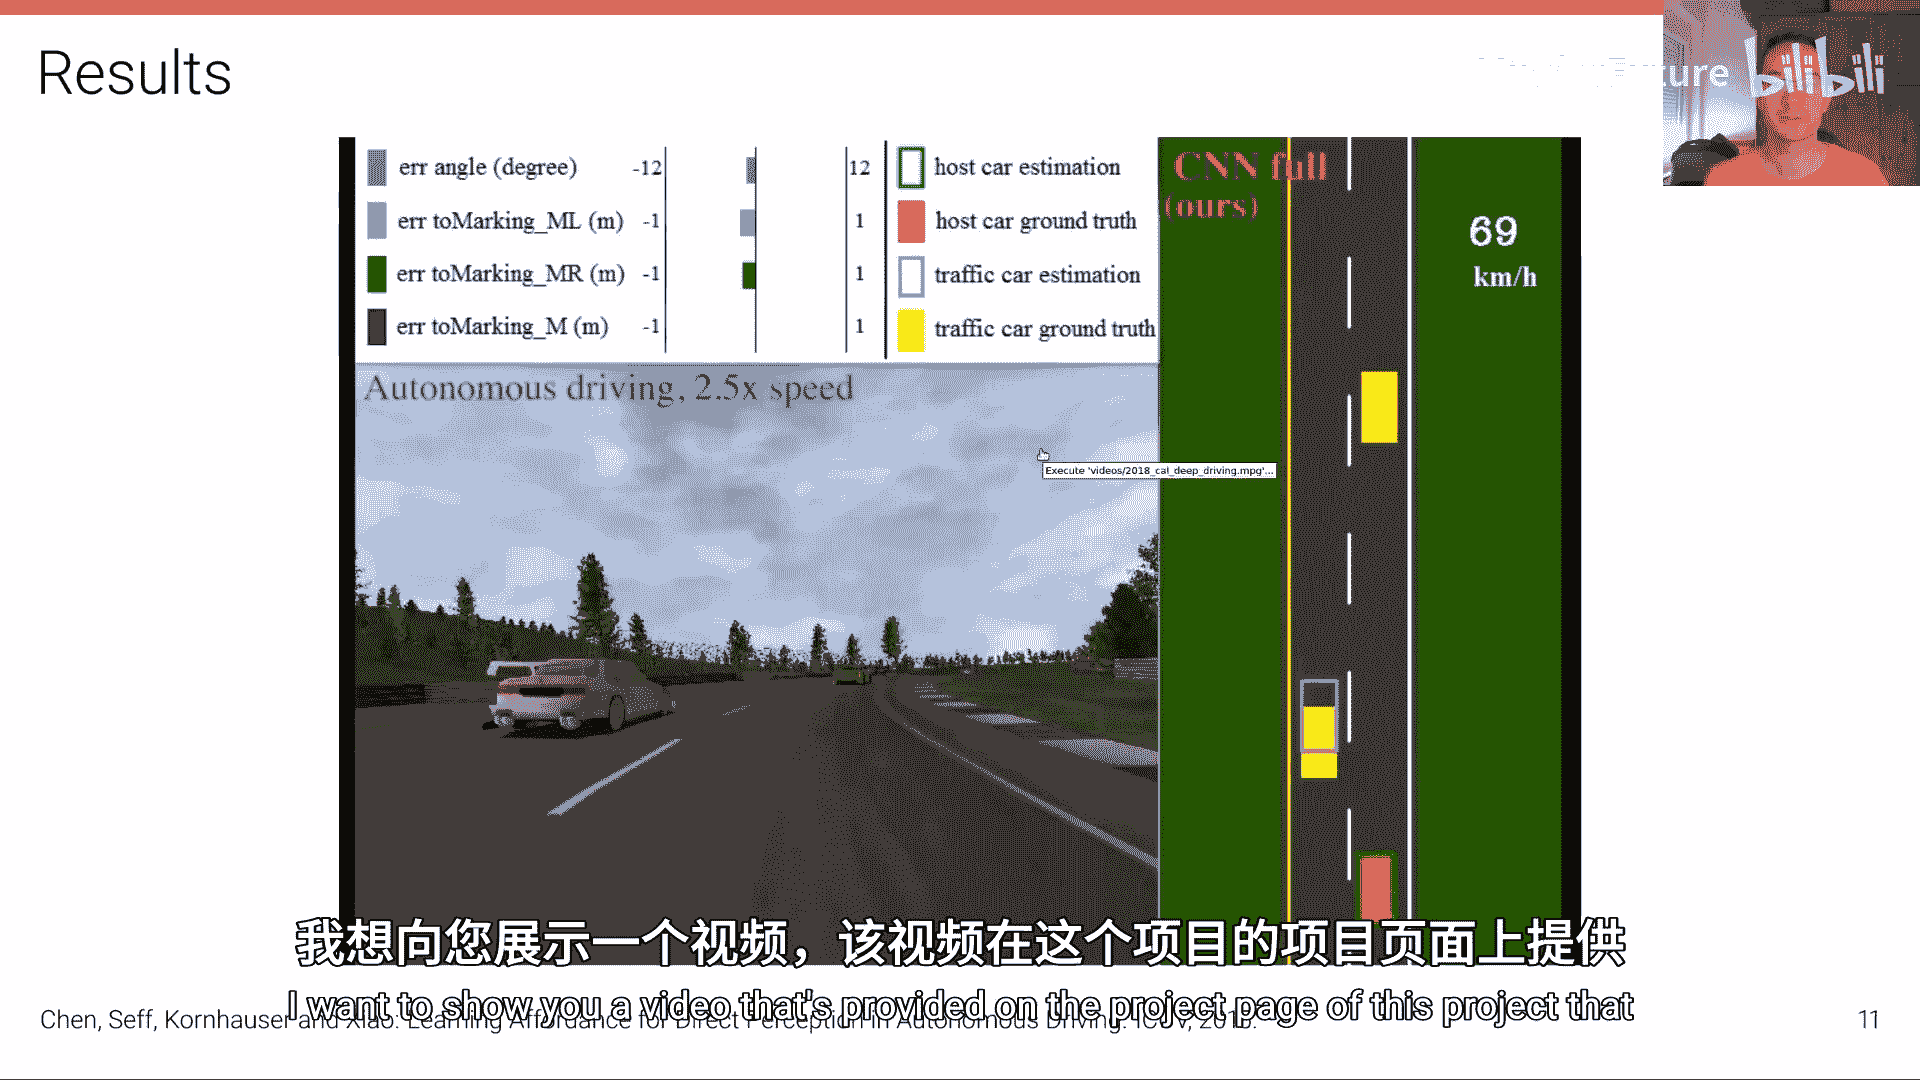 Results
ture
bilibili
err angle (degree) -12 12
err toMarking_ML (m) -1 1
err toMarking_MR (m) -1 1
err toMarking_M (m) -1 1
host car estimation
host car ground truth
traffic car estimation
traffic car ground truth
CNN full
(ours)
69
km/h
Autonomous driving, 2.5x speed
Execute 'videos/2018_cal_deep_driving.mpg'...
我想向您展示一个视频，该视频在这个项目的项目页面上提供
I want to show you a video that's provided on the project page of this project that
Chen, Seff, Kornhauser and Xiao: Learning Affordance for Direct Perception in Autonomous Driving.
11